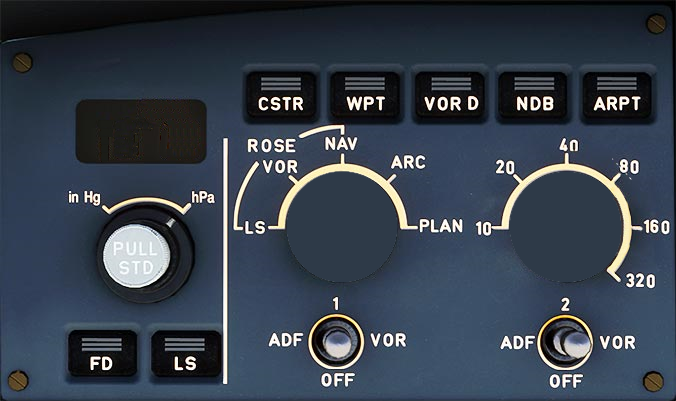 CSTR WPT VOR D NDB ARPT
ROSE NAV
VOR ARC
LS PLAN
10 20 40 80 160 320
in Hg hPa
PULL
STD
FD LS
1
ADF VOR
OFF
2
ADF VOR
OFF